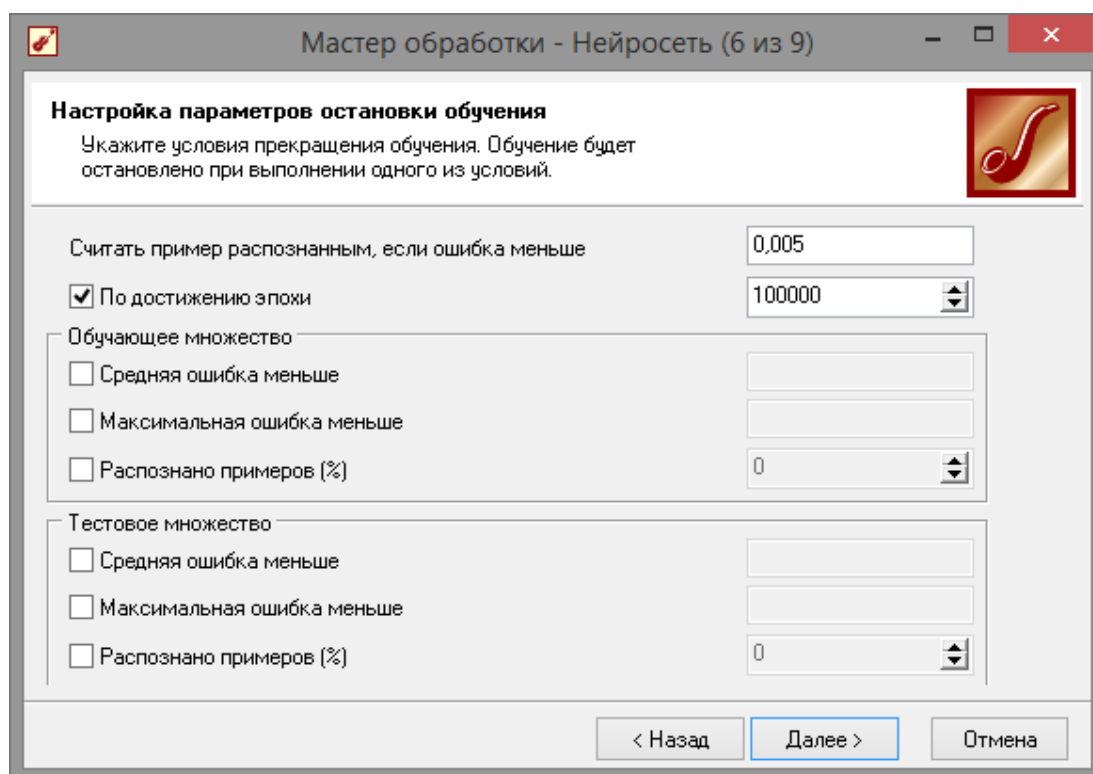 Мастер обработки - Нейросеть (6 из 9)
Настройка параметров остановки обучения
Укажите условия прекращения обучения. Обучение будет
остановлено при выполнении одного из условий.
Считать пример распознанным, если ошибка меньше 0,005
По достижению эпохи 100000
Обучающее множество
Средняя ошибка меньше
Максимальная ошибка меньше
Распознано примеров (%) 0
Тестовое множество
Средняя ошибка меньше
Максимальная ошибка меньше
Распознано примеров (%) 0
< Назад Далее > Отмена